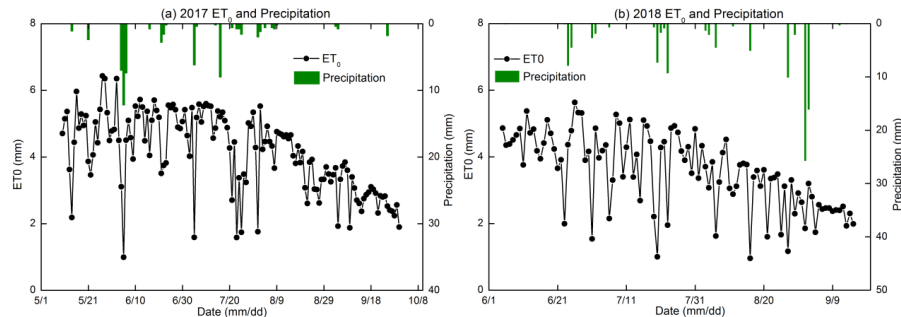 (a) 2017 ET0 and Precipitation
8
6
4
2
0
ET0 (mm)
0
10
20
30
40
Precipitation (mm)
ET0
Precipitation
5/1 5/21 6/10 6/30 7/20 8/9 8/29 9/18 10/8
Date (mm/dd)
(b) 2018 ET0 and Precipitation
8
6
4
2
0
ET0 (mm)
0
10
20
30
40
50
Precipitation (mm)
ET0
Precipitation
6/1 6/21 7/11 7/31 8/20 9/9
Date (mm/dd)